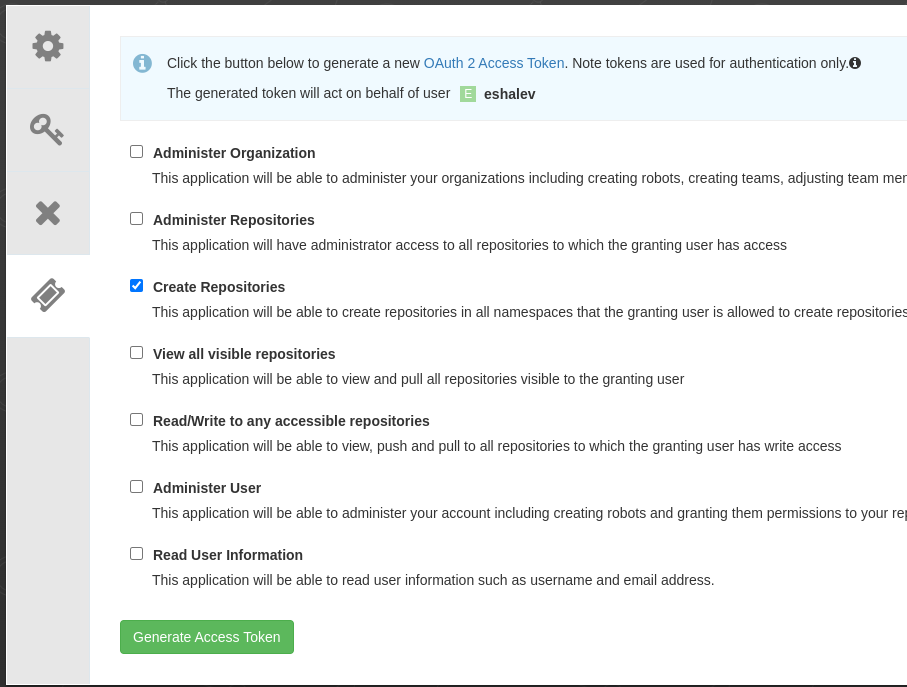 Click the button below to generate a new OAuth 2 Access Token. Note tokens are used for authentication only.
The generated token will act on behalf of user E eshalev
Administer Organization
This application will be able to administer your organizations including creating robots, creating teams, adjusting team
Administer Repositories
This application will have administrator access to all repositories to which the granting user has access
Create Repositories
This application will be able to create repositories in all namespaces that the granting user is allowed to create repositories
View all visible repositories
This application will be able to view and pull all repositories visible to the granting user
Read/Write to any accessible repositories
This application will be able to view, push and pull to all repositories to which the granting user has write access
Administer User
This application will be able to administer your account including creating robots and granting them permissions to your
Read User Information
This application will be able to read user information such as username and email address.
Generate Access Token